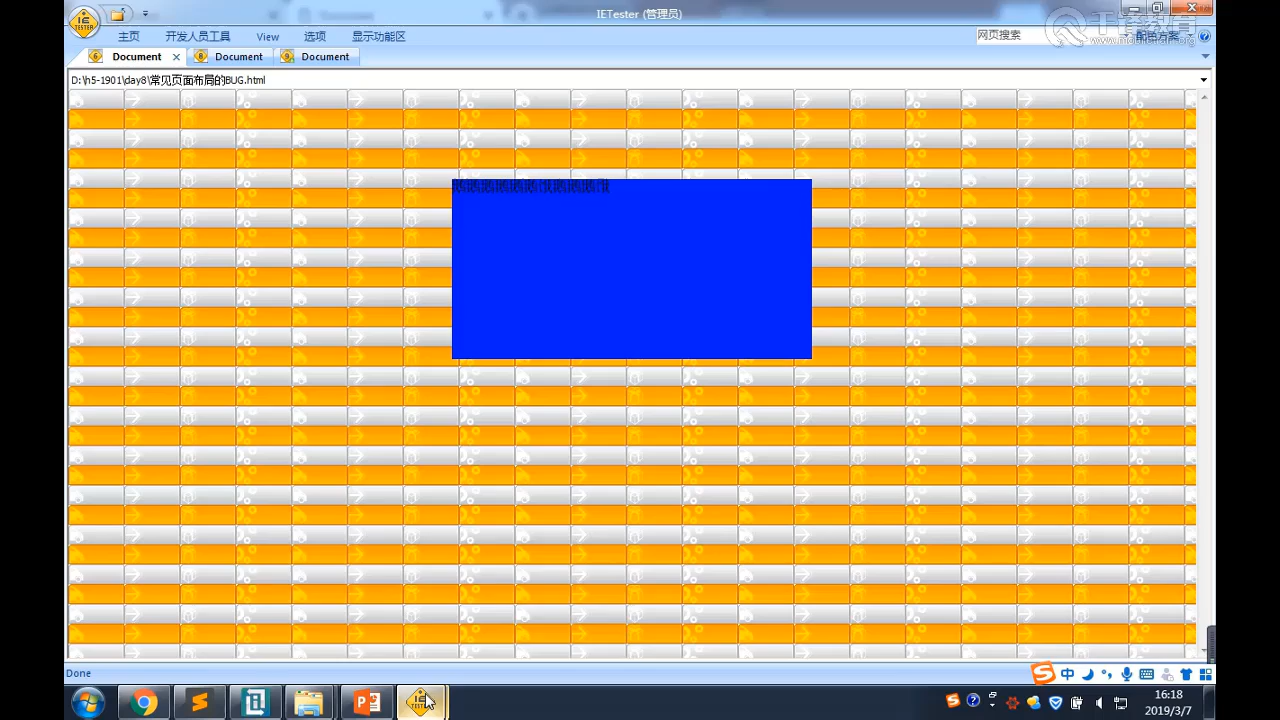 IETester (管理员)
主页 开发人员工具 View 选项 显示功能区 网页搜索
Document Document Document
D:\h5-1901\day8\常见页面布局的BUG.html
Done
中
16:18
2019/3/7